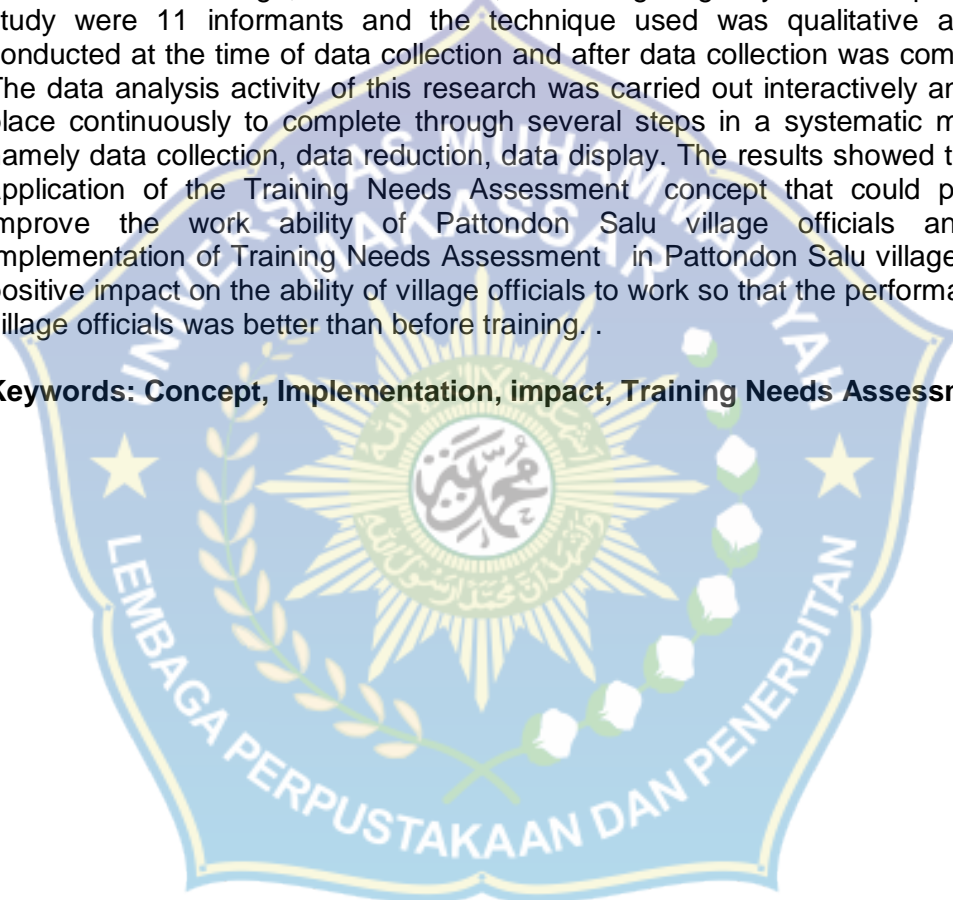 study were 11 informants and the technique used was qualitative
conducted at the time of data collection and after data collection was
The data analysis activity of this research was carried out interactively
place continuously to complete through several steps in a systematic
namely data collection, data reduction, data display. The results showed
application of the Training Needs Assessment concept that could
improve the work ability of Pattondon Salu village officials
implementation of Training Needs Assessment in Pattondon Salu village
positive impact on the ability of village officials to work so that the
village officials was better than before training. .
Keywords: Concept, Implementation, impact, Training Needs
UNIVERSITAS MUHAMMADIYAH
MAKASSAR
LEMBAGA PERPUSTAKAAN DAN PENERBITAN